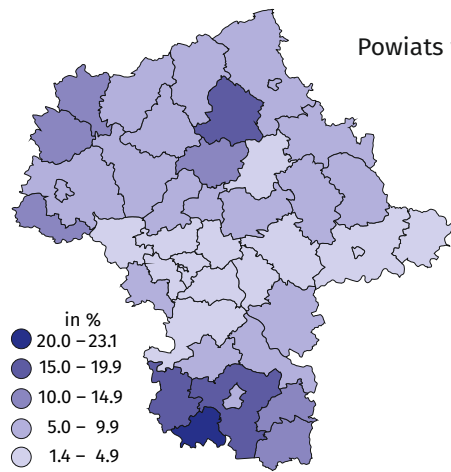 Powiats
in %
20.0 – 23.1
15.0 – 19.9
10.0 – 14.9
5.0 – 9.9
1.4 – 4.9